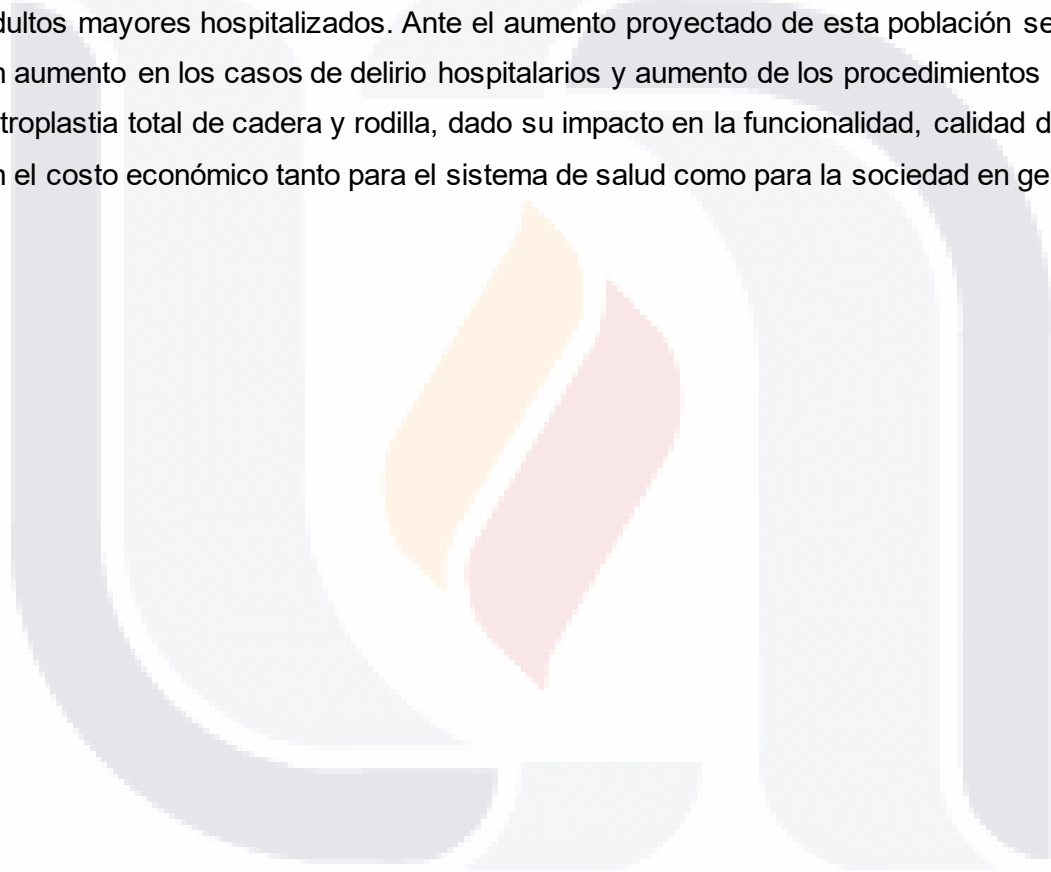 dultos mayores hospitalizados. Ante el aumento proyectado de esta población se
n aumento en los casos de delirio hospitalarios y aumento de los procedimientos
troplastia total de cadera y rodilla, dado su impacto en la funcionalidad, calidad d
n el costo económico tanto para el sistema de salud como para la sociedad en ge